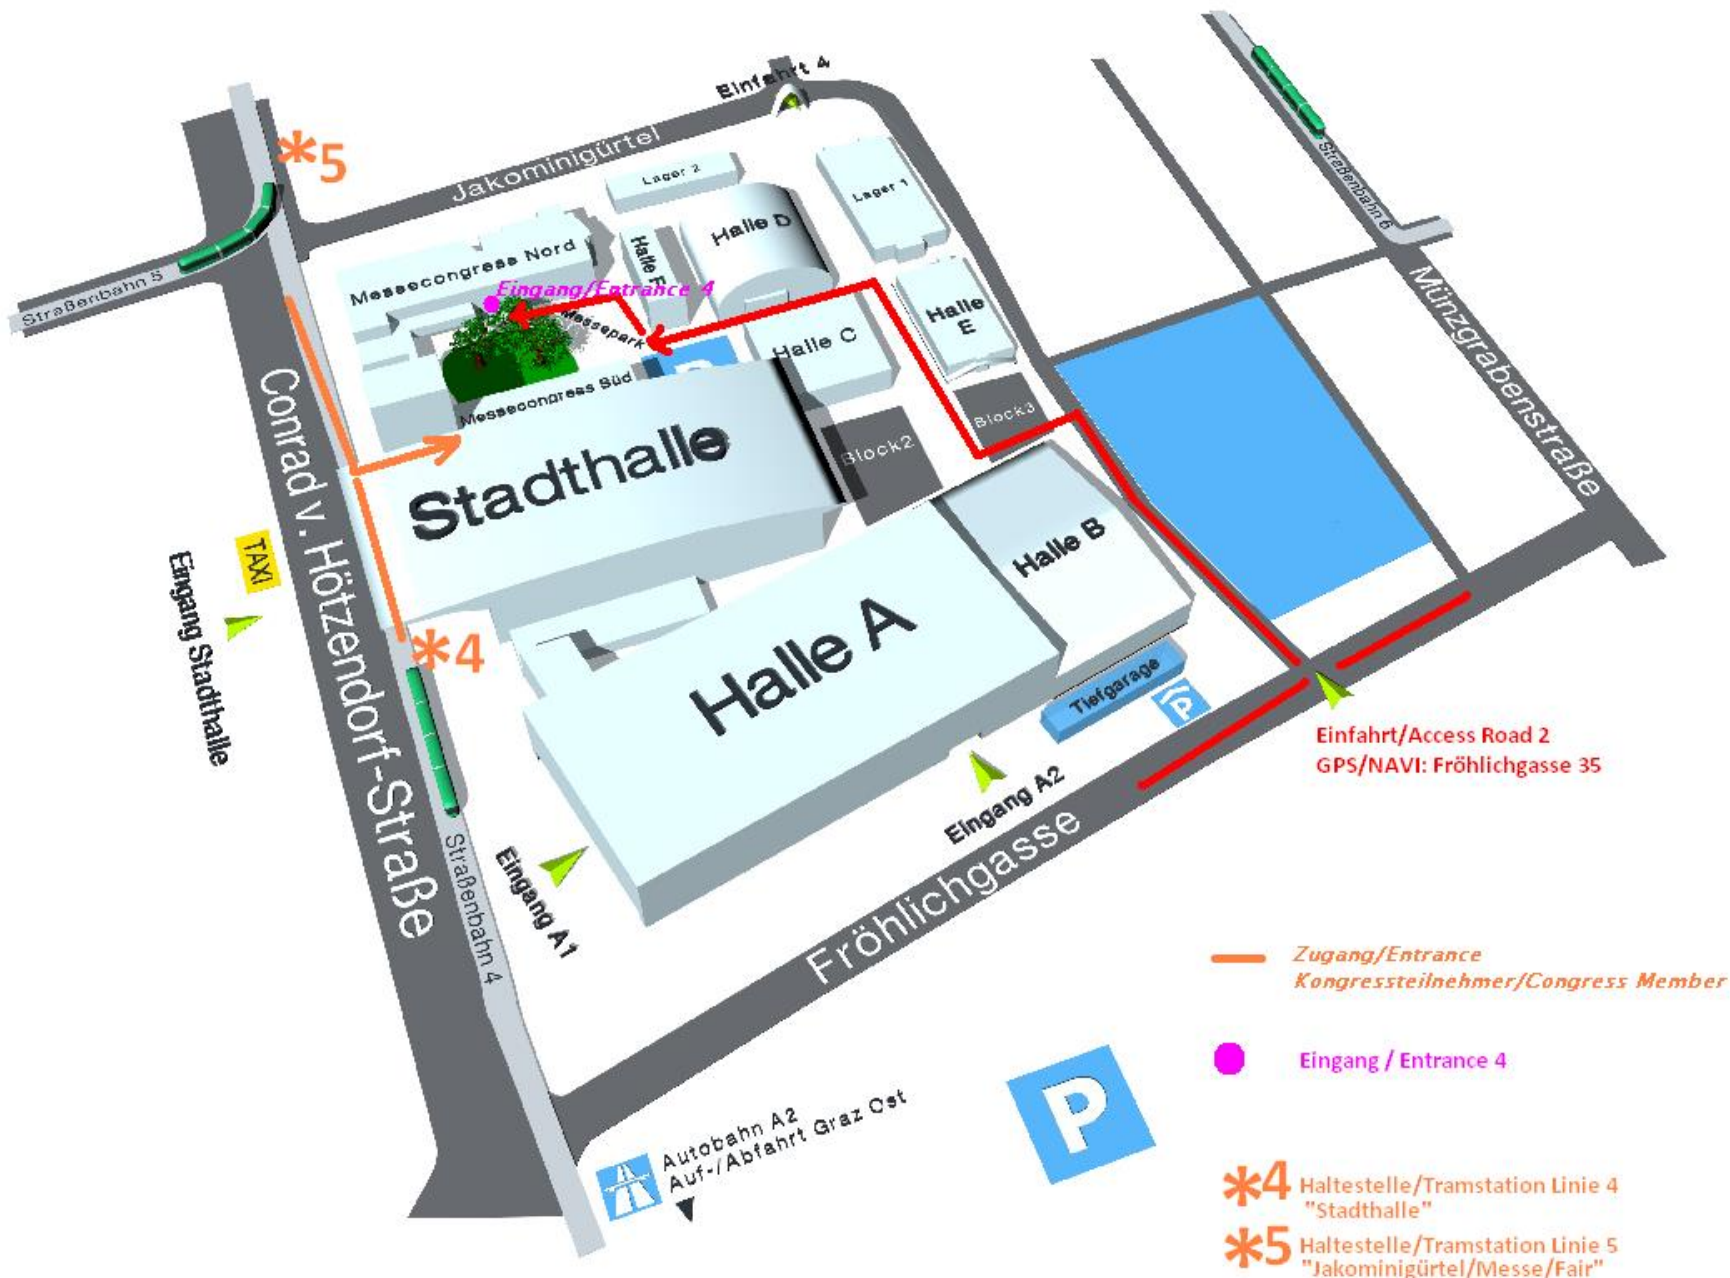 Einfahrt 4
*5
Jakominigürtel
Lager 2
Lager 1
Straßenbahn 6
Halle D
Messecongress Nord
Halle F
Straßenbahn 5
Eingang/Entrance 4
Messepark
P
Halle C
Halle E
Münzgrabenstraße
Messecongress Süd
Conrad v. Hötzendorf-Straße
Stadthalle
Block2
Block3
TAXI
Eingang Stadthalle
Halle B
*4
Halle A
Tiefgarage
P
Einfahrt/Access Road 2
GPS/NAVI: Fröhlichgasse 35
Eingang A2
Eingang A1
Straßenbahn 4
Fröhlichgasse
Zugang/Entrance
Kongressteilnehmer/Congress Member
Eingang / Entrance 4
P
Autobahn A2
Auf-/Abfahrt Graz Ost
*4 Haltestelle/Tramstation Linie 4
"Stadthalle"
*5 Haltestelle/Tramstation Linie 5
"Jakominigürtel/Messe/Fair"